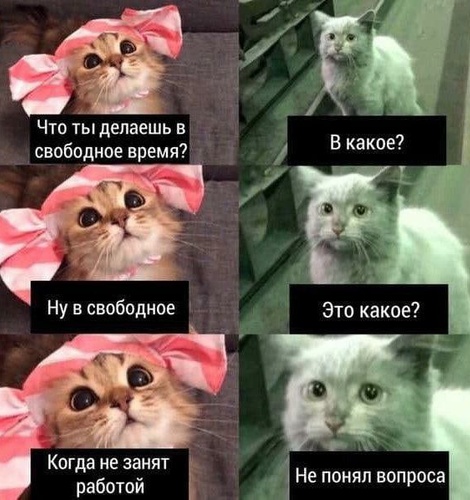 Что ты делаешь в
свободное время?
В какое?
Ну в свободное
Это какое?
Когда не занят
работой
Не понял вопроса